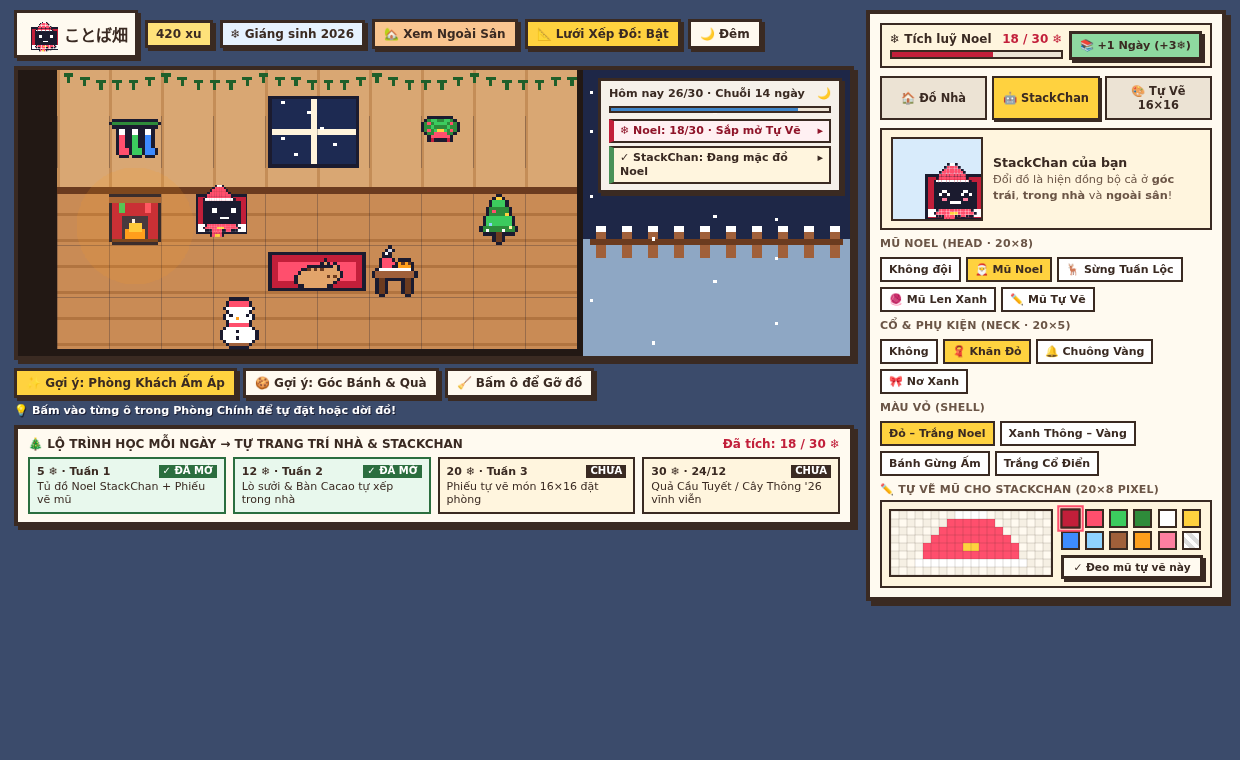 ことば畑
420 xu
❄ Giáng sinh 2026
🏡 Xem Ngoài Sân
📐 Lưới Xếp Đồ: Bật
🌙 Đêm
Hôm nay 26/30 · Chuỗi 14 ngày 🌙
❄ Noel: 18/30 · Sắp mở Tự Vẽ ▸
✓ StackChan: Đang mặc đồ ▸
Noel
✨ Gợi ý: Phòng Khách Ấm Áp
🍪 Gợi ý: Góc Bánh & Quà
🧹 Bấm ô để Gỡ đồ
💡 Bấm vào từng ô trong Phòng Chính để tự đặt hoặc dời đồ!
🎄 LỘ TRÌNH HỌC MỖI NGÀY → TỰ TRANG TRÍ NHÀ & STACKCHAN
Đã tích: 18 / 30 ❄
5 ❄ · Tuần 1 ✓ ĐÃ MỞ
Tủ đồ Noel StackChan + Phiếu
vẽ mũ
12 ❄ · Tuần 2 ✓ ĐÃ MỞ
Lò sưởi & Bàn Cacao tự xếp
trong nhà
20 ❄ · Tuần 3 CHƯA
Phiếu tự vẽ món 16×16 đặt
phòng
30 ❄ · 24/12 CHƯA
Quả Cầu Tuyết / Cây Thông '26
vĩnh viễn
❄ Tích luỹ Noel 18 / 30 ❄
📚 +1 Ngày (+3❄)
🏠 Đồ Nhà
🤖 StackChan
🎨 Tự Vẽ
16×16
StackChan của bạn
Đổi đồ là hiện đồng bộ cả ở góc
trái, trong nhà và ngoài sân!
MŨ NOEL (HEAD · 20×8)
Không đội
🎅 Mũ Noel
🦌 Sừng Tuần Lộc
🧶 Mũ Len Xanh
✏️ Mũ Tự Vẽ
CỔ & PHỤ KIỆN (NECK · 20×5)
Không
🧣 Khăn Đỏ
🔔 Chuông Vàng
🎀 Nơ Xanh
MÀU VỎ (SHELL)
Đỏ – Trắng Noel
Xanh Thông – Vàng
Bánh Gừng Ấm
Trắng Cổ Điển
✏️ TỰ VẼ MŨ CHO STACKCHAN (20×8 PIXEL)
✓ Đeo mũ tự vẽ này